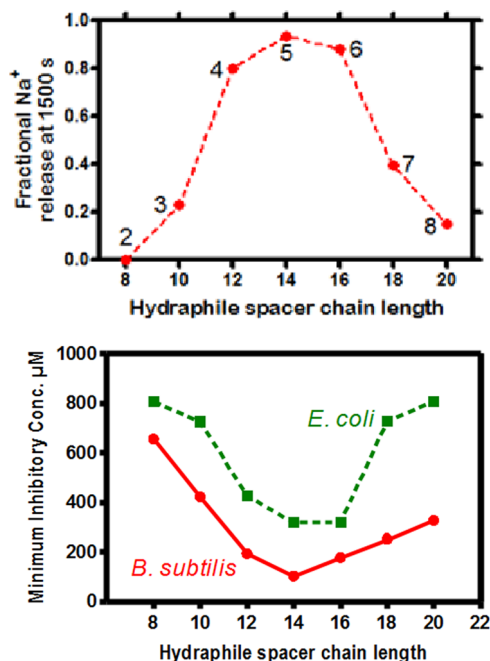 Fractional Na+
release at 1500 s
1.0
0.8
0.6
0.4
0.2
0.0
2
3
4
5
6
7
8
8 10 12 14 16 18 20
Hydraphile spacer chain length
Minimum Inhibitory Conc. µM
1000
800
600
400
200
0
E. coli
B. subtilis
8 10 12 14 16 18 20 22
Hydraphile spacer chain length